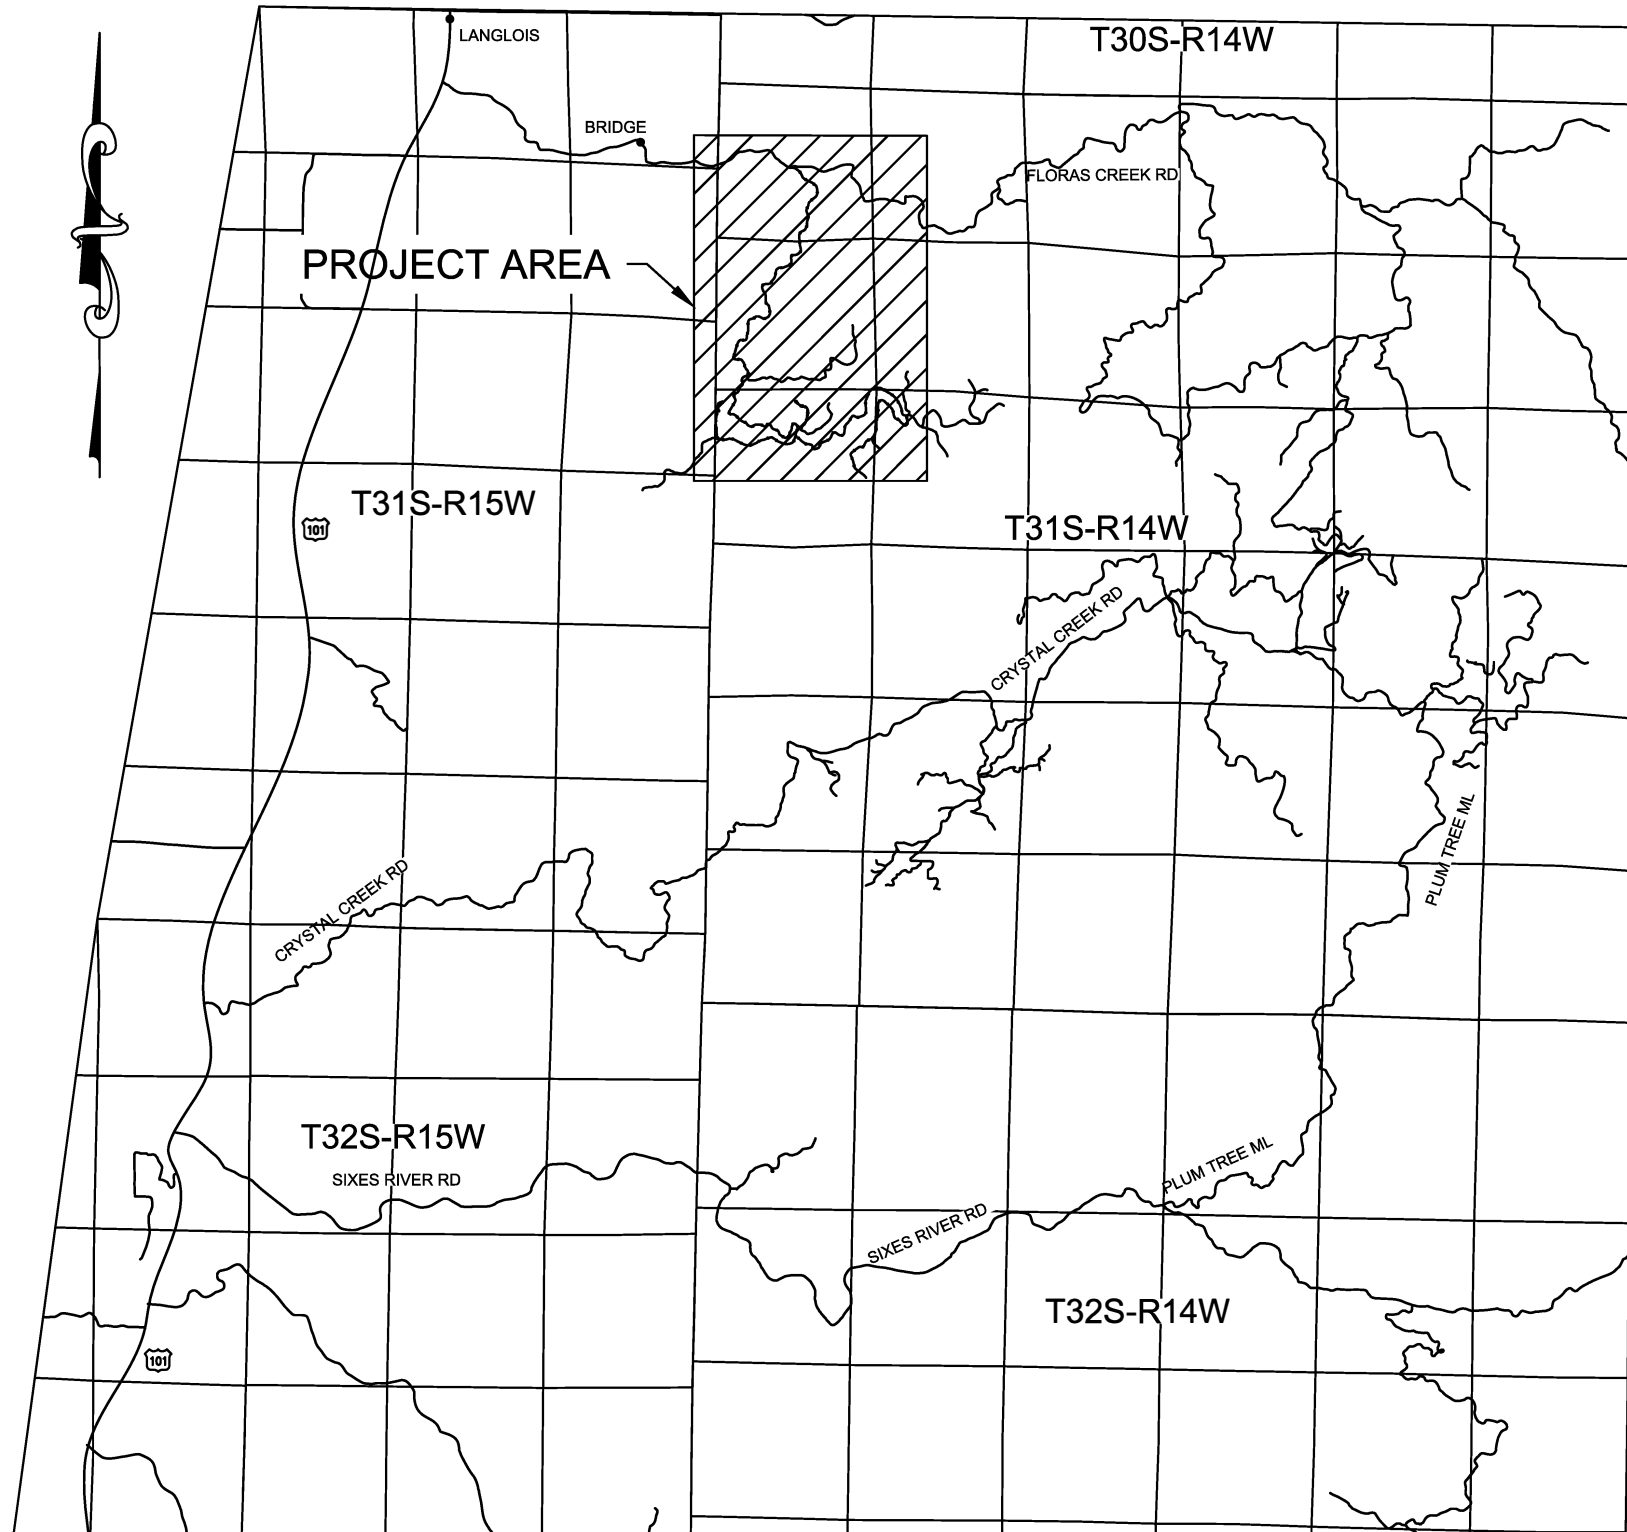 LANGLOIS
T30S-R14W
BRIDGE
FLORAS CREEK RD
PROJECT AREA
T31S-R15W
101
T31S-R14W
CRYSTAL CREEK RD
PLUM TREE ML
CRYSTAL CREEK RD
T32S-R15W
SIXES RIVER RD
PLUM TREE ML
SIXES RIVER RD
T32S-R14W
101